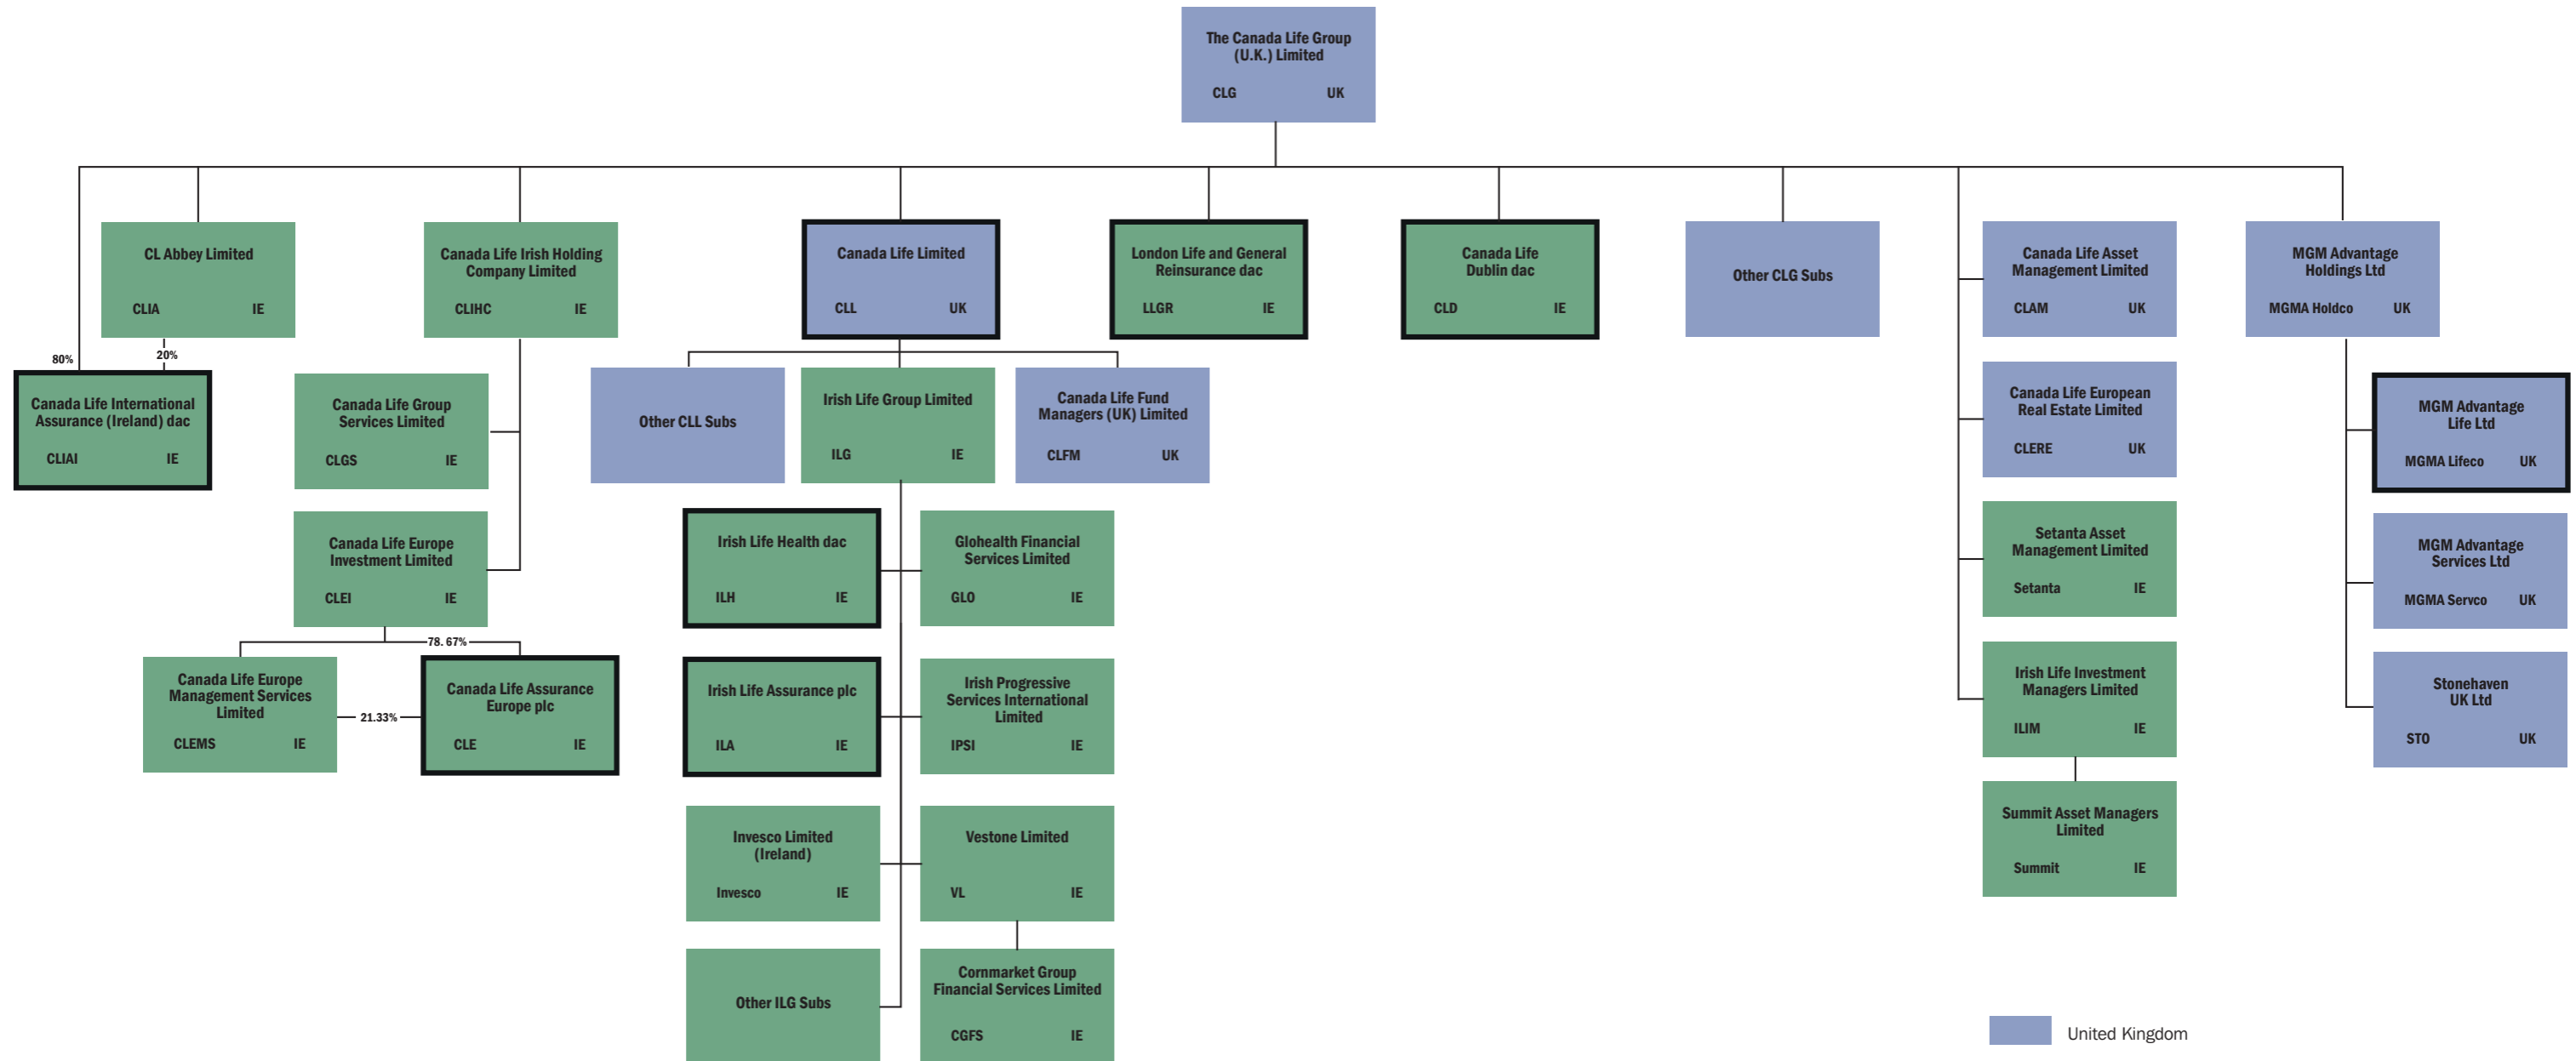 The Canada Life Group
(U.K.) Limited
CLG UK
CL Abbey Limited
CLIA IE
Canada Life Irish Holding
Company Limited
CLIHC IE
Canada Life Limited
CLL UK
London Life and General
Reinsurance dac
LLGR IE
Canada Life
Dublin dac
CLD IE
Other CLG Subs
Canada Life Asset
Management Limited
CLAM UK
MGM Advantage
Holdings Ltd
MGMA Holdco UK
80%
20%
Canada Life International
Assurance (Ireland) dac
CLIAI IE
Canada Life Group
Services Limited
CLGS IE
Other CLL Subs
Irish Life Group Limited
ILG IE
Canada Life Fund
Managers (UK) Limited
CLFM UK
Canada Life European
Real Estate Limited
CLERE UK
MGM Advantage
Life Ltd
MGMA Lifeco UK
Canada Life Europe
Investment Limited
CLEI IE
Irish Life Health dac
ILH IE
Glohealth Financial
Services Limited
GLO IE
Setanta Asset
Management Limited
Setanta IE
MGM Advantage
Services Ltd
MGMA Servco UK
78. 67%
Canada Life Europe
Management Services
Limited
CLEMS IE
21.33%
Canada Life Assurance
Europe plc
CLE IE
Irish Life Assurance plc
ILA IE
Irish Progressive
Services International
Limited
IPSI IE
Irish Life Investment
Managers Limited
ILIM IE
Stonehaven
UK Ltd
STO UK
Invesco Limited
(Ireland)
Invesco IE
Vestone Limited
VL IE
Summit Asset Managers
Limited
Summit IE
Other ILG Subs
Cornmarket Group
Financial Services Limited
CGFS IE
United Kingdom